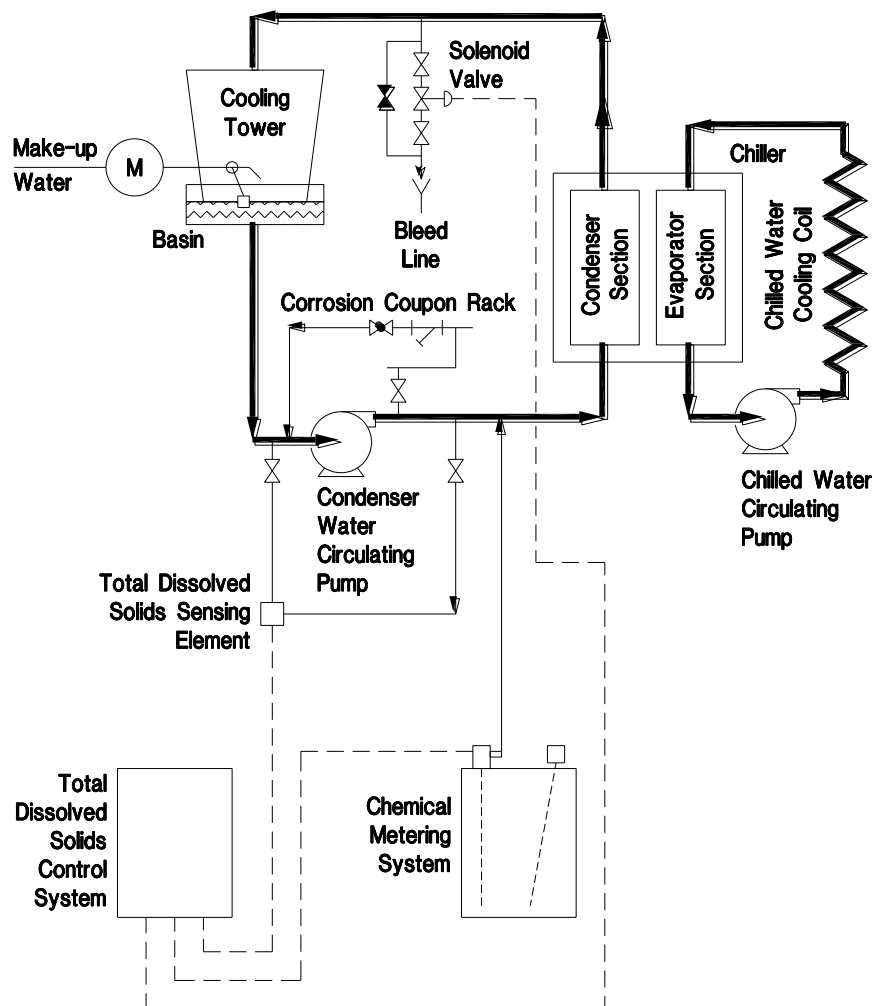 Solenoid
Valve
Cooling
Tower
Make-up
Water
M
Basin
Bleed
Line
Chiller
Condenser
Section
Evaporator
Section
Chilled Water
Cooling Coil
Corrosion Coupon Rack
Condenser
Water
Circulating
Pump
Chilled Water
Circulating
Pump
Total Dissolved
Solids Sensing
Element
Total
Dissolved
Solids
Control
System
Chemical
Metering
System